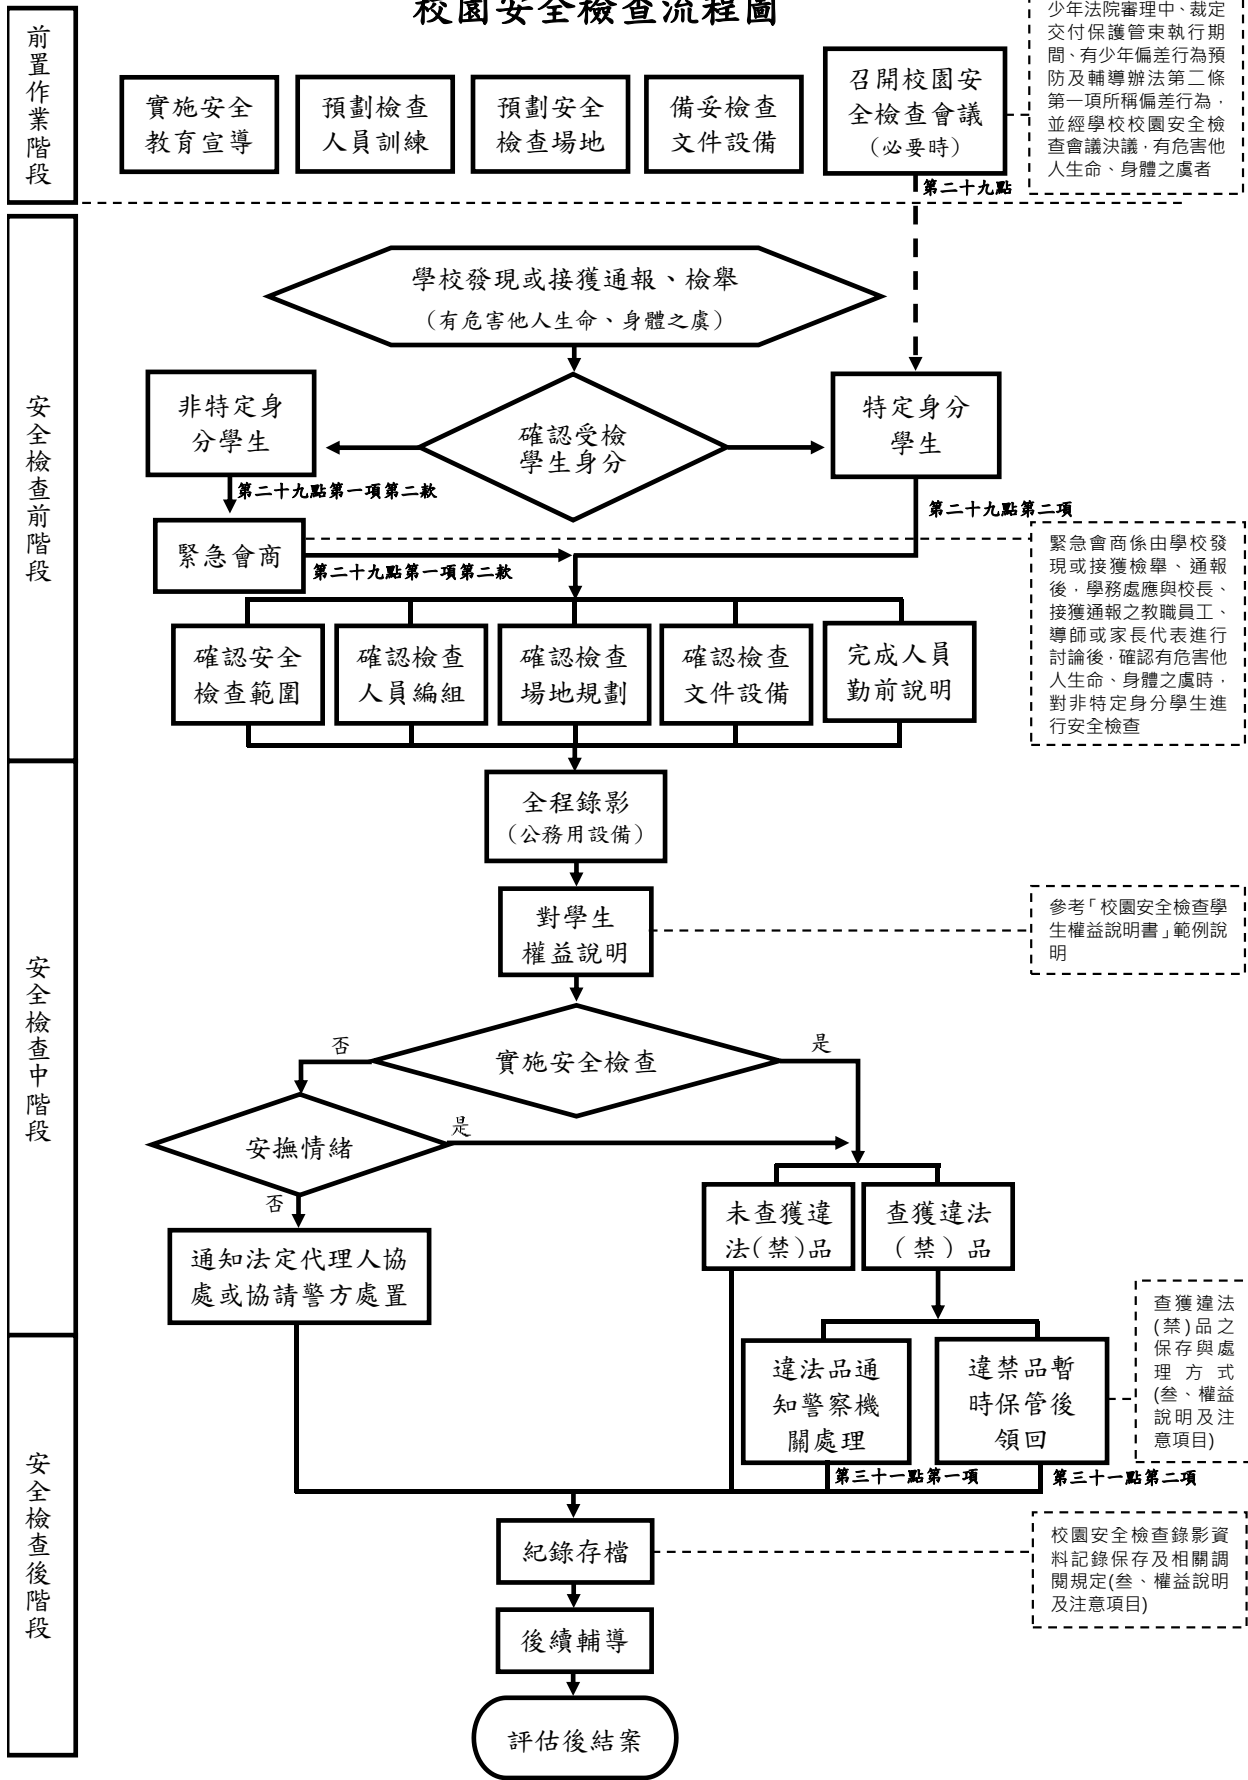 校園安全檢查流程圖
前置作業階段
實施安全
教育宣導
預劃檢查
人員訓練
預劃安全
檢查場地
備妥檢查
文件設備
召開校園安
全檢查會議
(必要時)
少年法院審理中、裁定
交付保護管束執行期
間、有少年偏差行為預
防及輔導辦法第二條
第一項所稱偏差行為，
並經學校校園安全檢
查會議決議，有危害他
人生命、身體之虞者
第二十九點
安全檢查前階段
學校發現或接獲通報、檢舉
（有危害他人生命、身體之虞）
非特定身
分學生
確認受檢
學生身分
特定身分
學生
第二十九點第一項第二款
第二十九點第二項
緊急會商
第二十九點第一項第二款
緊急會商係由學校發
現或接獲檢舉、通報
後，學務處應與校長、
接獲通報之教職員工、
導師或家長代表進行
討論後，確認有危害他
人生命、身體之虞時，
對非特定身分學生進
行安全檢查
確認安全
檢查範圍
確認檢查
人員編組
確認檢查
場地規劃
確認檢查
文件設備
完成人員
勤前說明
安全檢查中階段
全程錄影
（公務用設備）
對學生
權益說明
參考「校園安全檢查學
生權益說明書」範例說
明
實施安全檢查
否
是
安撫情緒
是
否
通知法定代理人協
處或協請警方處置
未查獲違
法(禁)品
查獲違法
(禁)品
查獲違法
(禁)品之
保存與處
理方式
(叁、權益
說明及注
意項目)
安全檢查後階段
違法品通
知警察機
關處理
違禁品暫
時保管後
領回
第三十一點第一項
第三十一點第二項
紀錄存檔
校園安全檢查錄影資
料記錄保存及相關調
閱規定(叁、權益說明
及注意項目)
後續輔導
評估後結案